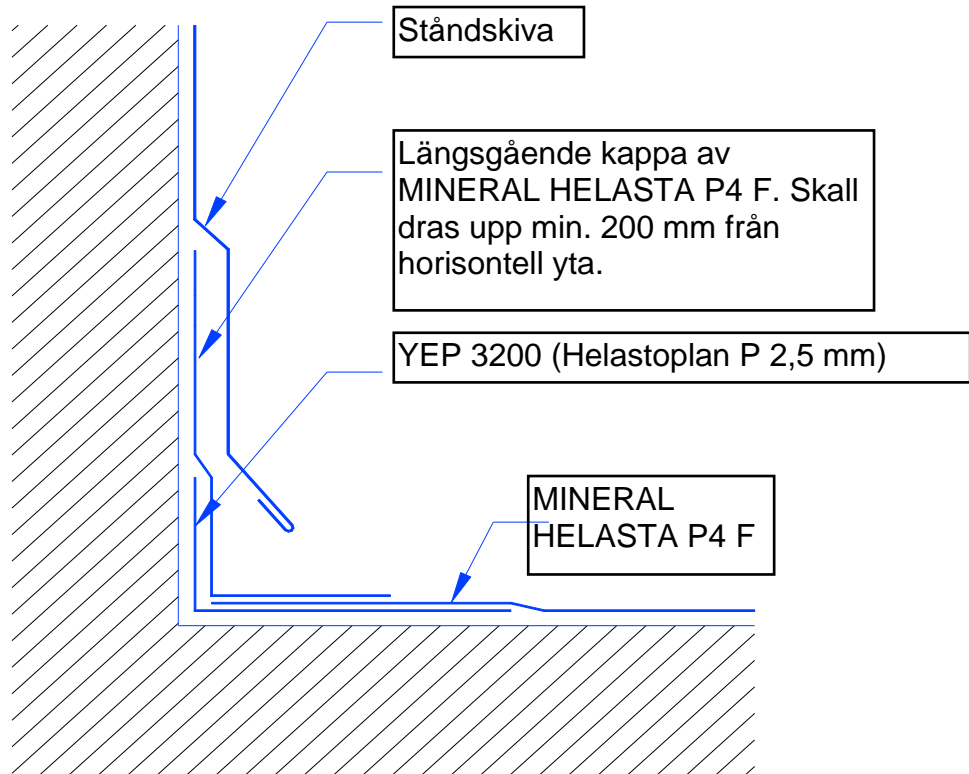 Ståndskiva
Längsgående kappa av
MINERAL HELASTA P4 F. Skall
dras upp min. 200 mm från
horisontell yta.
YEP 3200 (Helastoplan P 2,5 mm)
MINERAL
HELASTA P4 F